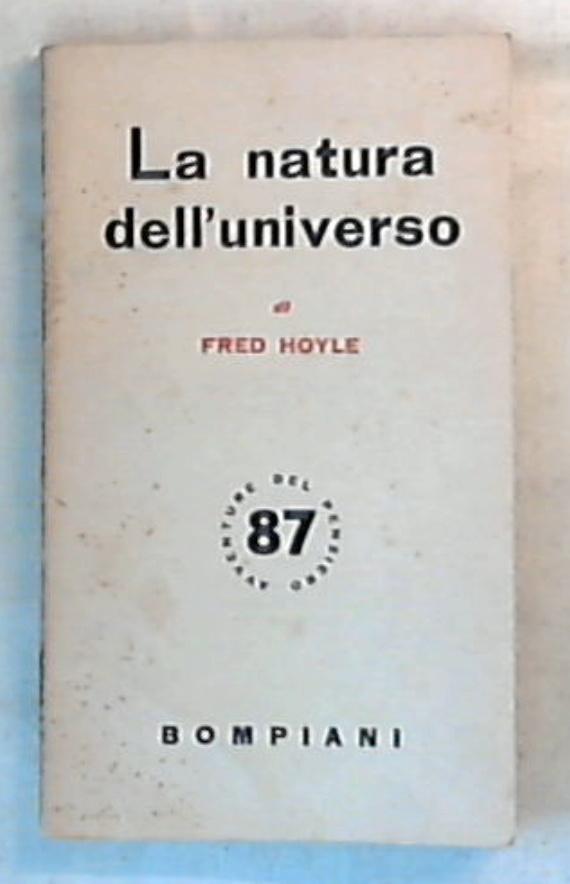 La natura
dell'universo
di
FRED HOYLE
AVVENTURE DEL PENSIERO
87
BOMPIANI